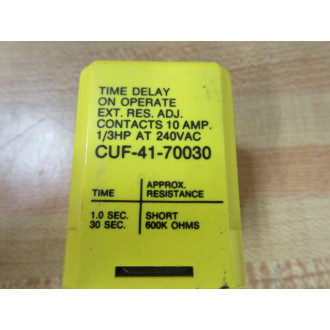 TIME DELAY
ON OPERATE
EXT. RES. ADJ.
CONTACTS 10 AMP.
1/3HP AT 240VAC
CUF-41-70030
TIME APPROX. RESISTANCE
1.0 SEC. SHORT
30 SEC. 600K OHMS